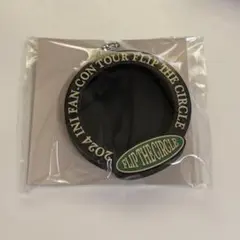 2024 INI FAN-CON TOUR FLIP THE CIRCLE
FLIP THE CIRCLE